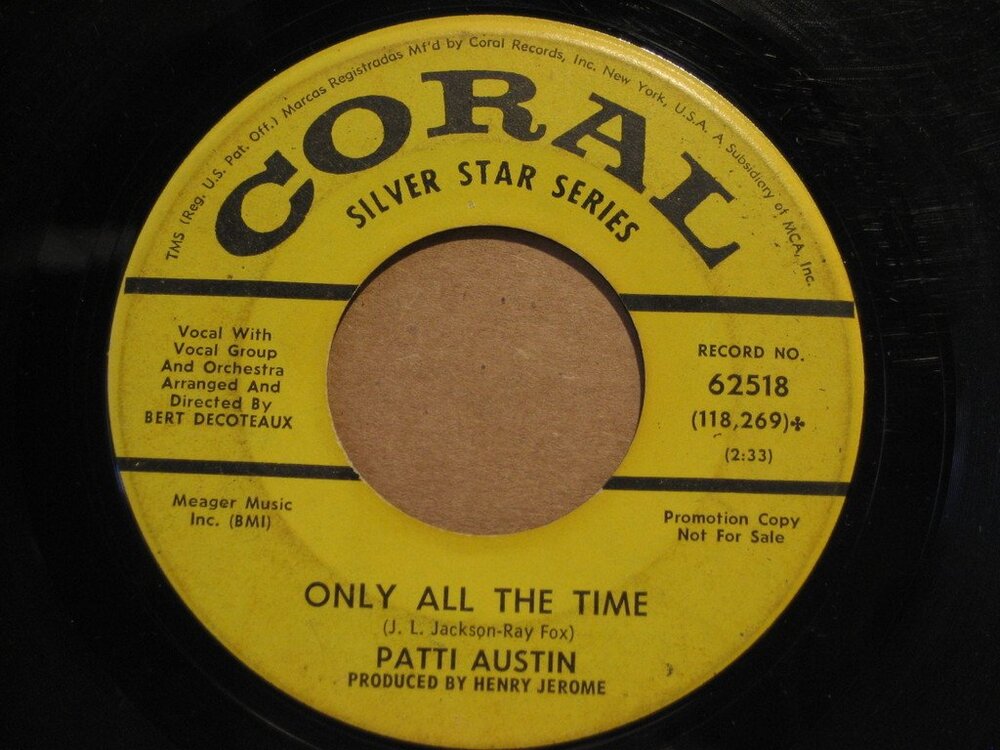 TMS (Reg. U.S. Pat. Off.) Marcas Registradas Mf'd by Coral Records, Inc. New York, U.S.A. A Subsidiary of MCA, Inc.
CORAL
SILVER STAR SERIES
Vocal With
Vocal Group
And Orchestra
Arranged And
Directed By
BERT DECOTEAUX
RECORD NO.
62518
(118,269)✤
(2:33)
Meager Music
Inc. (BMI)
Promotion Copy
Not For Sale
ONLY ALL THE TIME
(J. L. Jackson-Ray Fox)
PATTI AUSTIN
PRODUCED BY HENRY JEROME